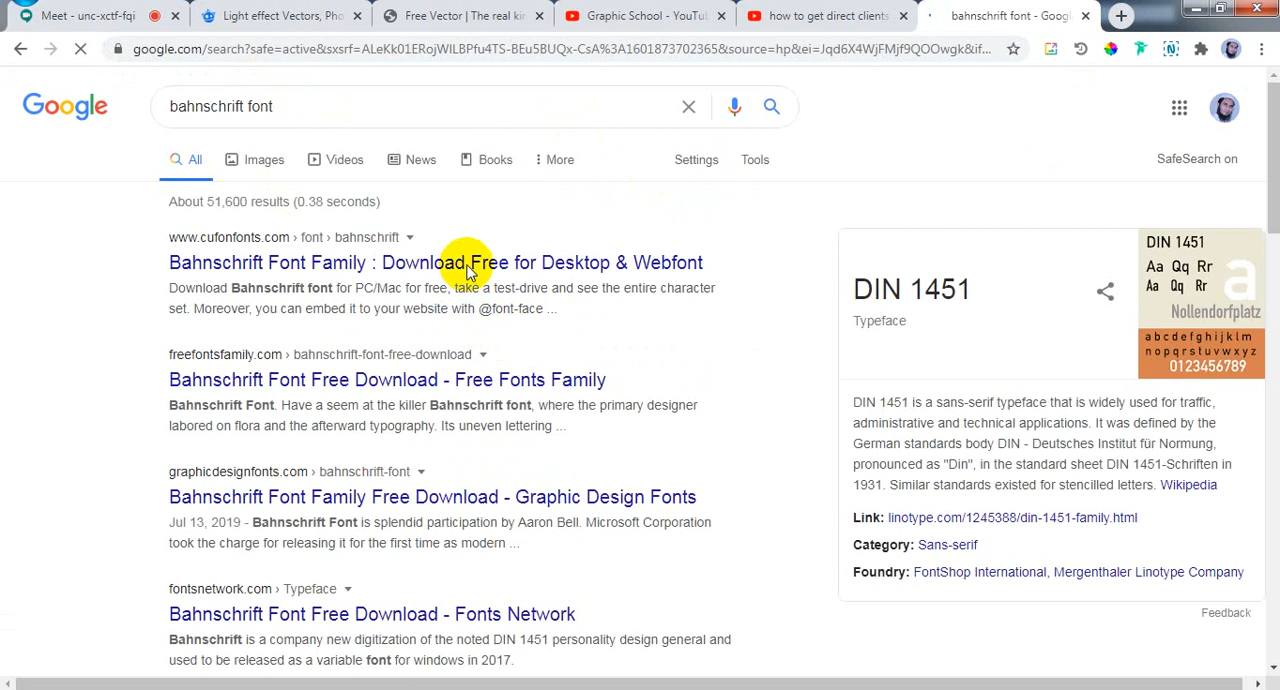 Meet - unc-xctf-fqi
Light effect Vectors, Pho
Free Vector | The real kin
Graphic School - YouTu
how to get direct clients
bahnschrift font - Googl
google.com/search?safe=active&sxsrf=ALeKk01ERojWILBPfu4TS-BEu5BUQx-CsA%3A1601873702365&source=hp&ei=Jqd6X4WjFMjf9QOOwgk&if...
Google
bahnschrift font
All
Images
Videos
News
Books
More
Settings
Tools
SafeSearch on
About 51,600 results (0.38 seconds)
www.cufonfonts.com › font › bahnschrift
Bahnschrift Font Family : Download Free for Desktop & Webfont
Download Bahnschrift font for PC/Mac for free, take a test-drive and see the entire character
set. Moreover, you can embed it to your website with @font-face ...
freefontsfamily.com › bahnschrift-font-free-download
Bahnschrift Font Free Download - Free Fonts Family
Bahnschrift Font. Have a seem at the killer Bahnschrift font, where the primary designer
labored on flora and the afterward typography. Its uneven lettering ...
graphicdesignfonts.com › bahnschrift-font
Bahnschrift Font Family Free Download - Graphic Design Fonts
Jul 13, 2019 - Bahnschrift Font is splendid participation by Aaron Bell. Microsoft Corporation
took the charge for releasing it for the first time as modern ...
fontsnetwork.com › Typeface
Bahnschrift Font Free Download - Fonts Network
Bahnschrift is a company new digitization of the noted DIN 1451 personality design general and
used to be released as a variable font for windows in 2017.
DIN 1451
Typeface
DIN 1451
Aa Qq Rr
Aa Qq Rr
a
Nollendorfplatz
abcdefghijklm
nopqrstuvwxyz
0123456789
DIN 1451 is a sans-serif typeface that is widely used for traffic,
administrative and technical applications. It was defined by the
German standards body DIN - Deutsches Institut für Normung,
pronounced as "Din", in the standard sheet DIN 1451-Schriften in
1931. Similar standards existed for stencilled letters. Wikipedia
Link: linotype.com/1245388/din-1451-family.html
Category: Sans-serif
Foundry: FontShop International, Mergenthaler Linotype Company
Feedback